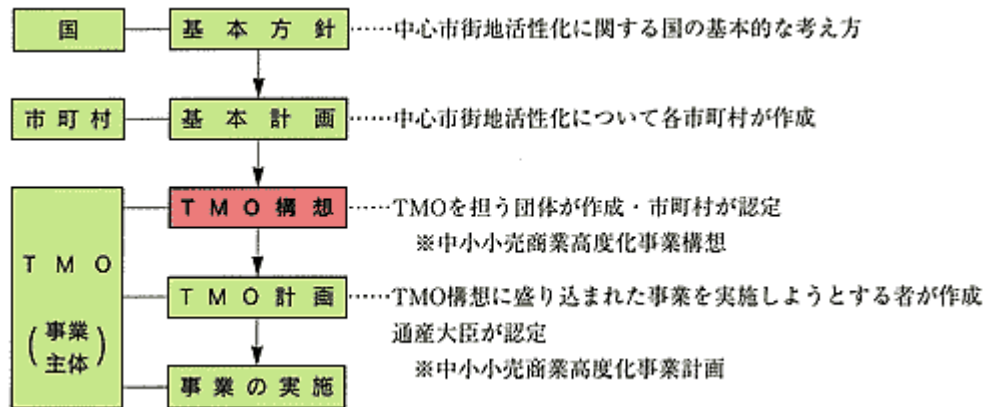 国 基本方針 ……中心市街地活性化に関する国の基本的な考え方
市町村 基本計画 ……中心市街地活性化について各市町村が作成
TMO構想 ……TMOを担う団体が作成・市町村が認定
※中小小売商業高度化事業構想
TMO
(事業主体)
TMO計画 ……TMO構想に盛り込まれた事業を実施しようとする者が作成
通産大臣が認定
※中小小売商業高度化事業計画
事業の実施